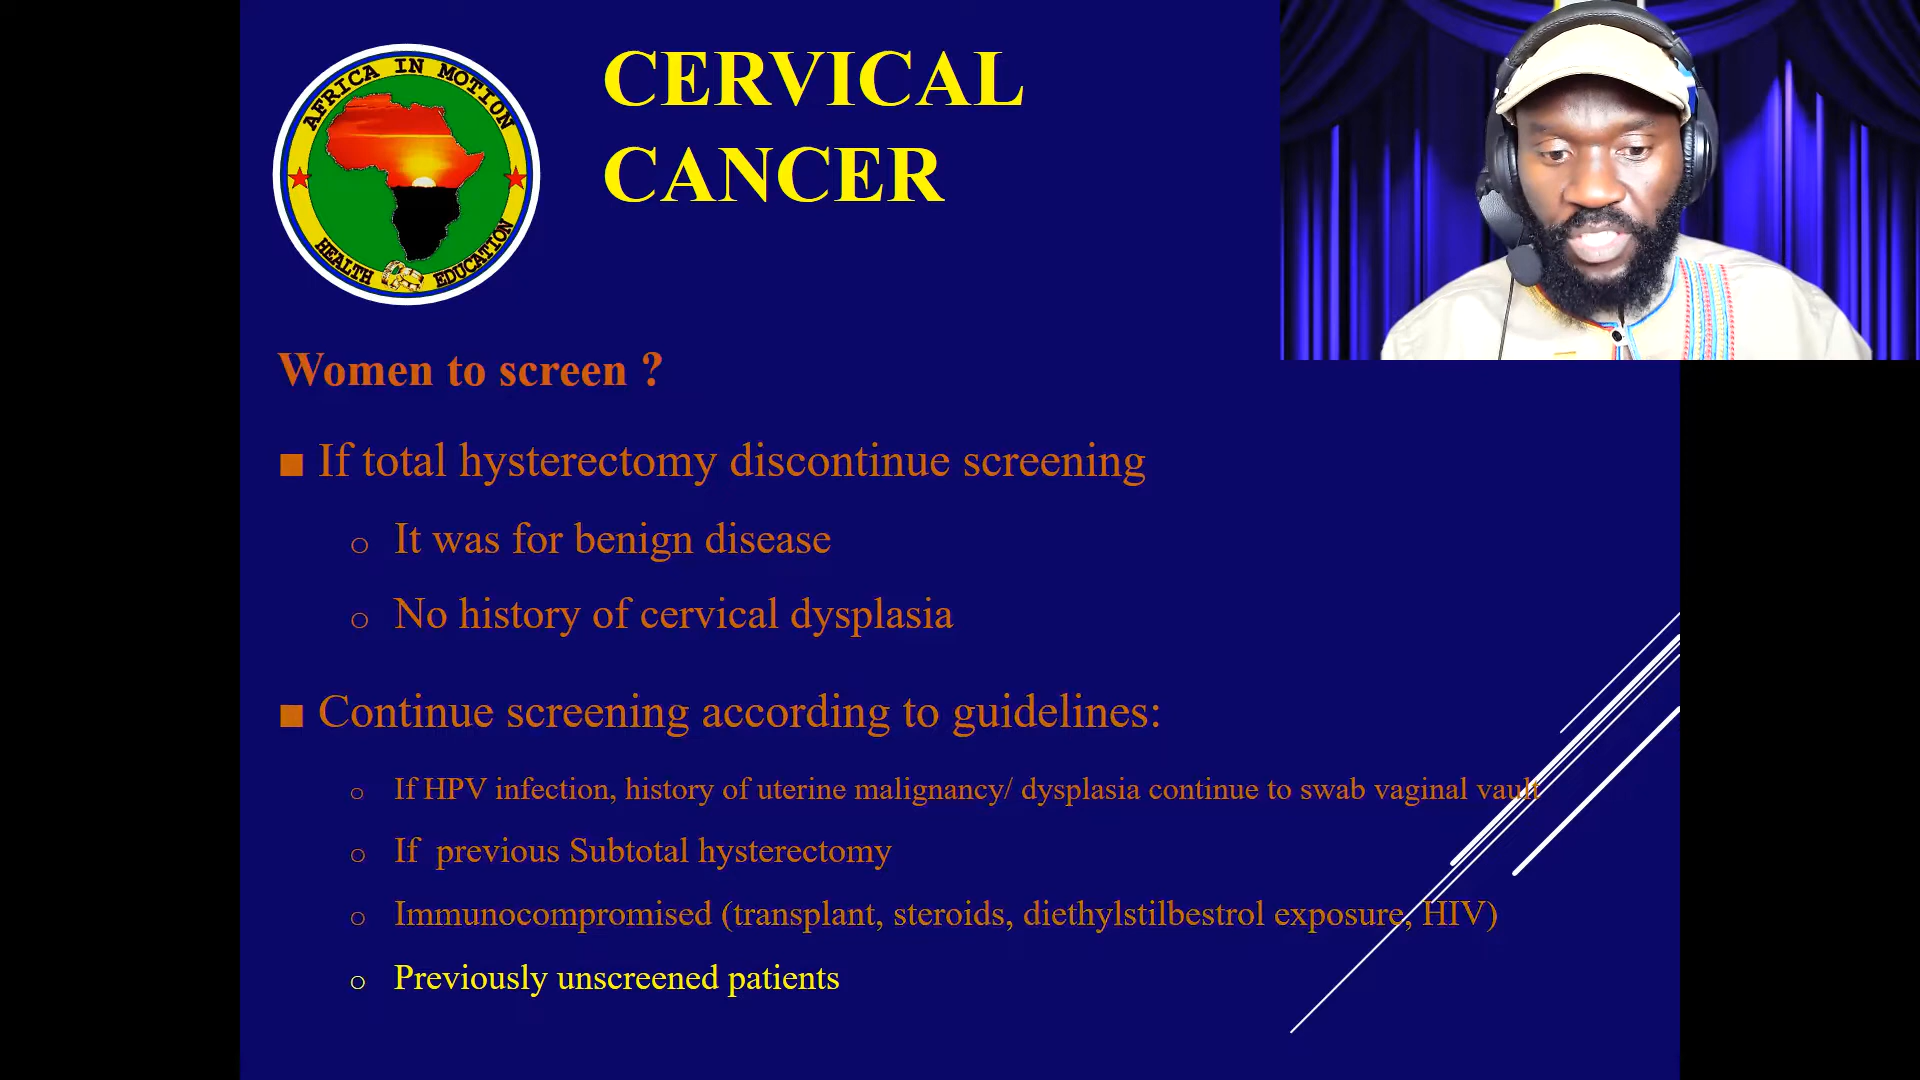 AFRICA IN MOTION
HEALTH EDUCATION
CERVICAL
CANCER
Women to screen ?
■ If total hysterectomy discontinue screening
o It was for benign disease
o No history of cervical dysplasia
■ Continue screening according to guidelines:
o If HPV infection, history of uterine malignancy/ dysplasia continue to swab vaginal vault
o If previous Subtotal hysterectomy
o Immunocompromised (transplant, steroids, diethylstilbestrol exposure, HIV)
o Previously unscreened patients